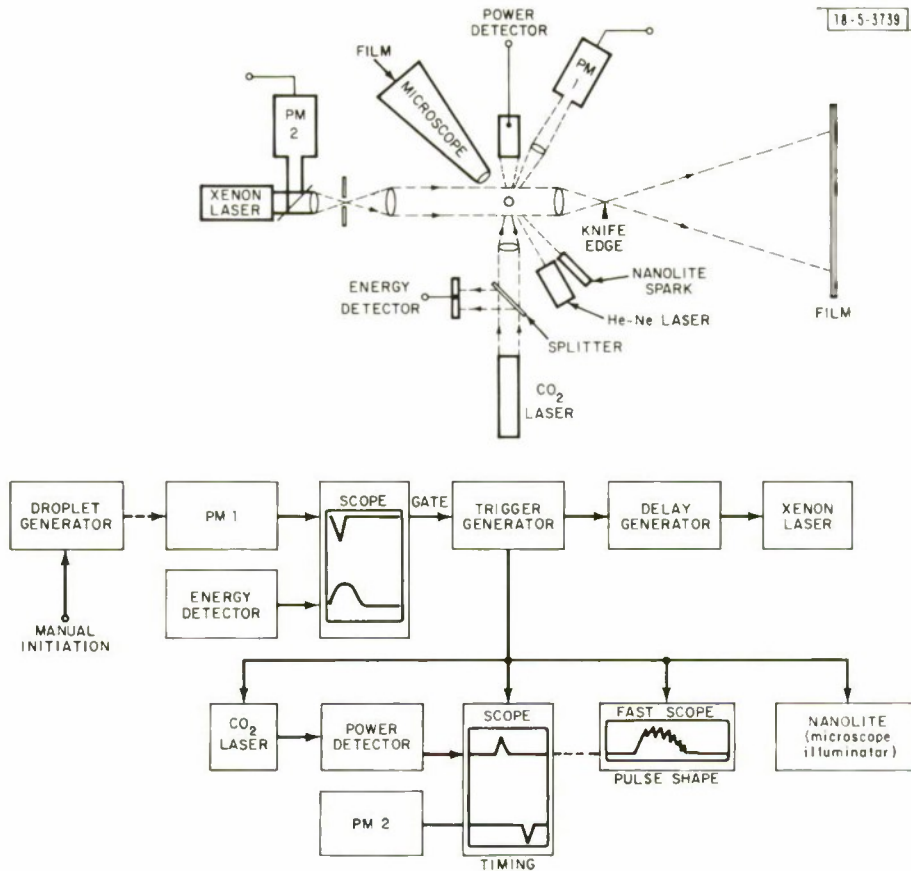 18-5-3739
POWER
DETECTOR
FILM
MICROSCOPE
PM
1
PM
2
XENON
LASER
KNIFE
EDGE
FILM
NANOLITE
SPARK
He-Ne LASER
ENERGY
DETECTOR
SPLITTER
CO2
LASER
DROPLET
GENERATOR
PM 1
SCOPE
GATE
TRIGGER
GENERATOR
DELAY
GENERATOR
XENON
LASER
ENERGY
DETECTOR
MANUAL
INITIATION
CO2
LASER
POWER
DETECTOR
SCOPE
FAST SCOPE
PULSE SHAPE
NANOLITE
(microscope
illuminator)
PM 2
TIMING